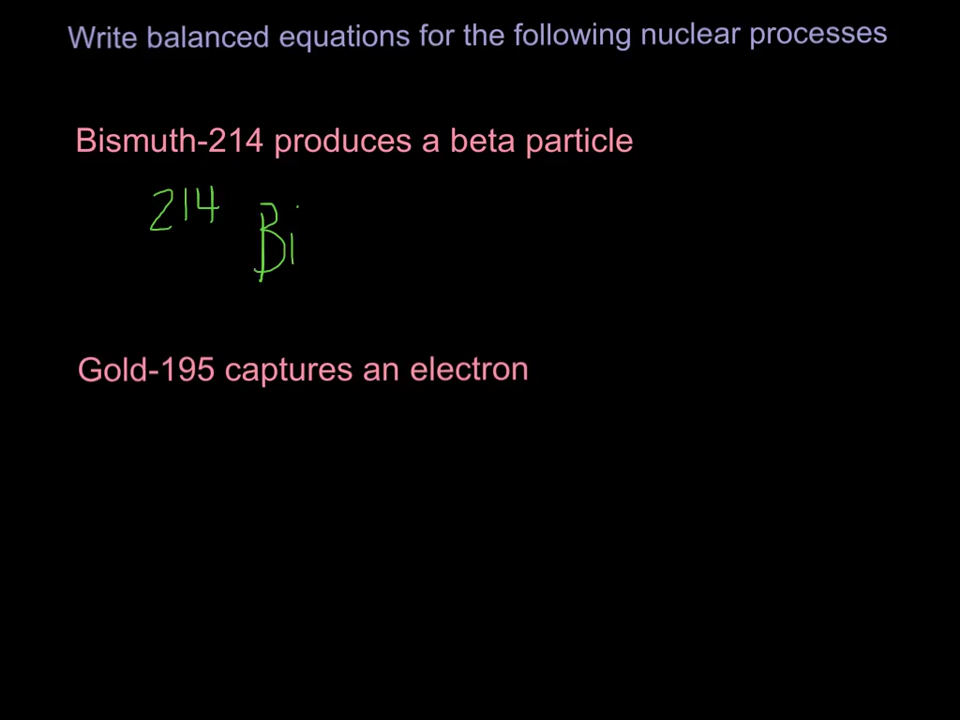 Write balanced equations for the following nuclear processes
Bismuth-214 produces a beta particle
214 Bi
Gold-195 captures an electron